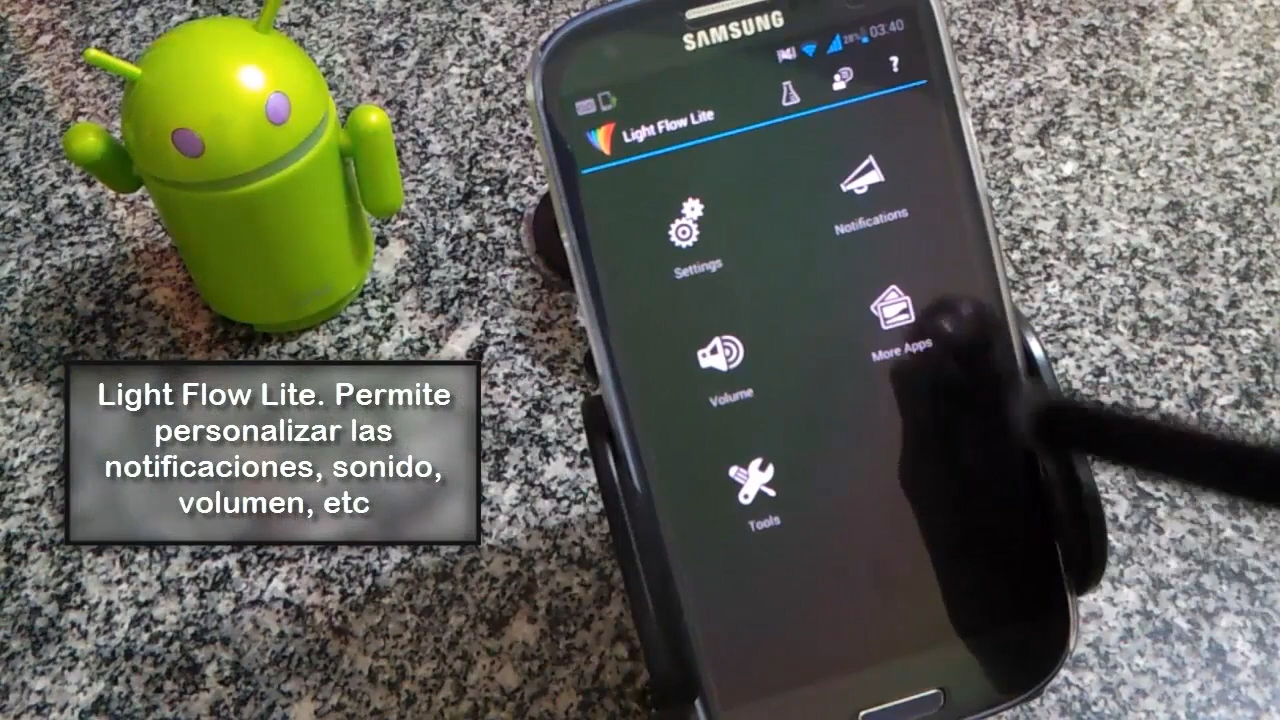 SAMSUNG
28% 03:40
Light Flow Lite
?
Settings
Notifications
Volume
More Apps
Tools
Light Flow Lite. Permite
personalizar las
notificaciones, sonido,
volumen, etc